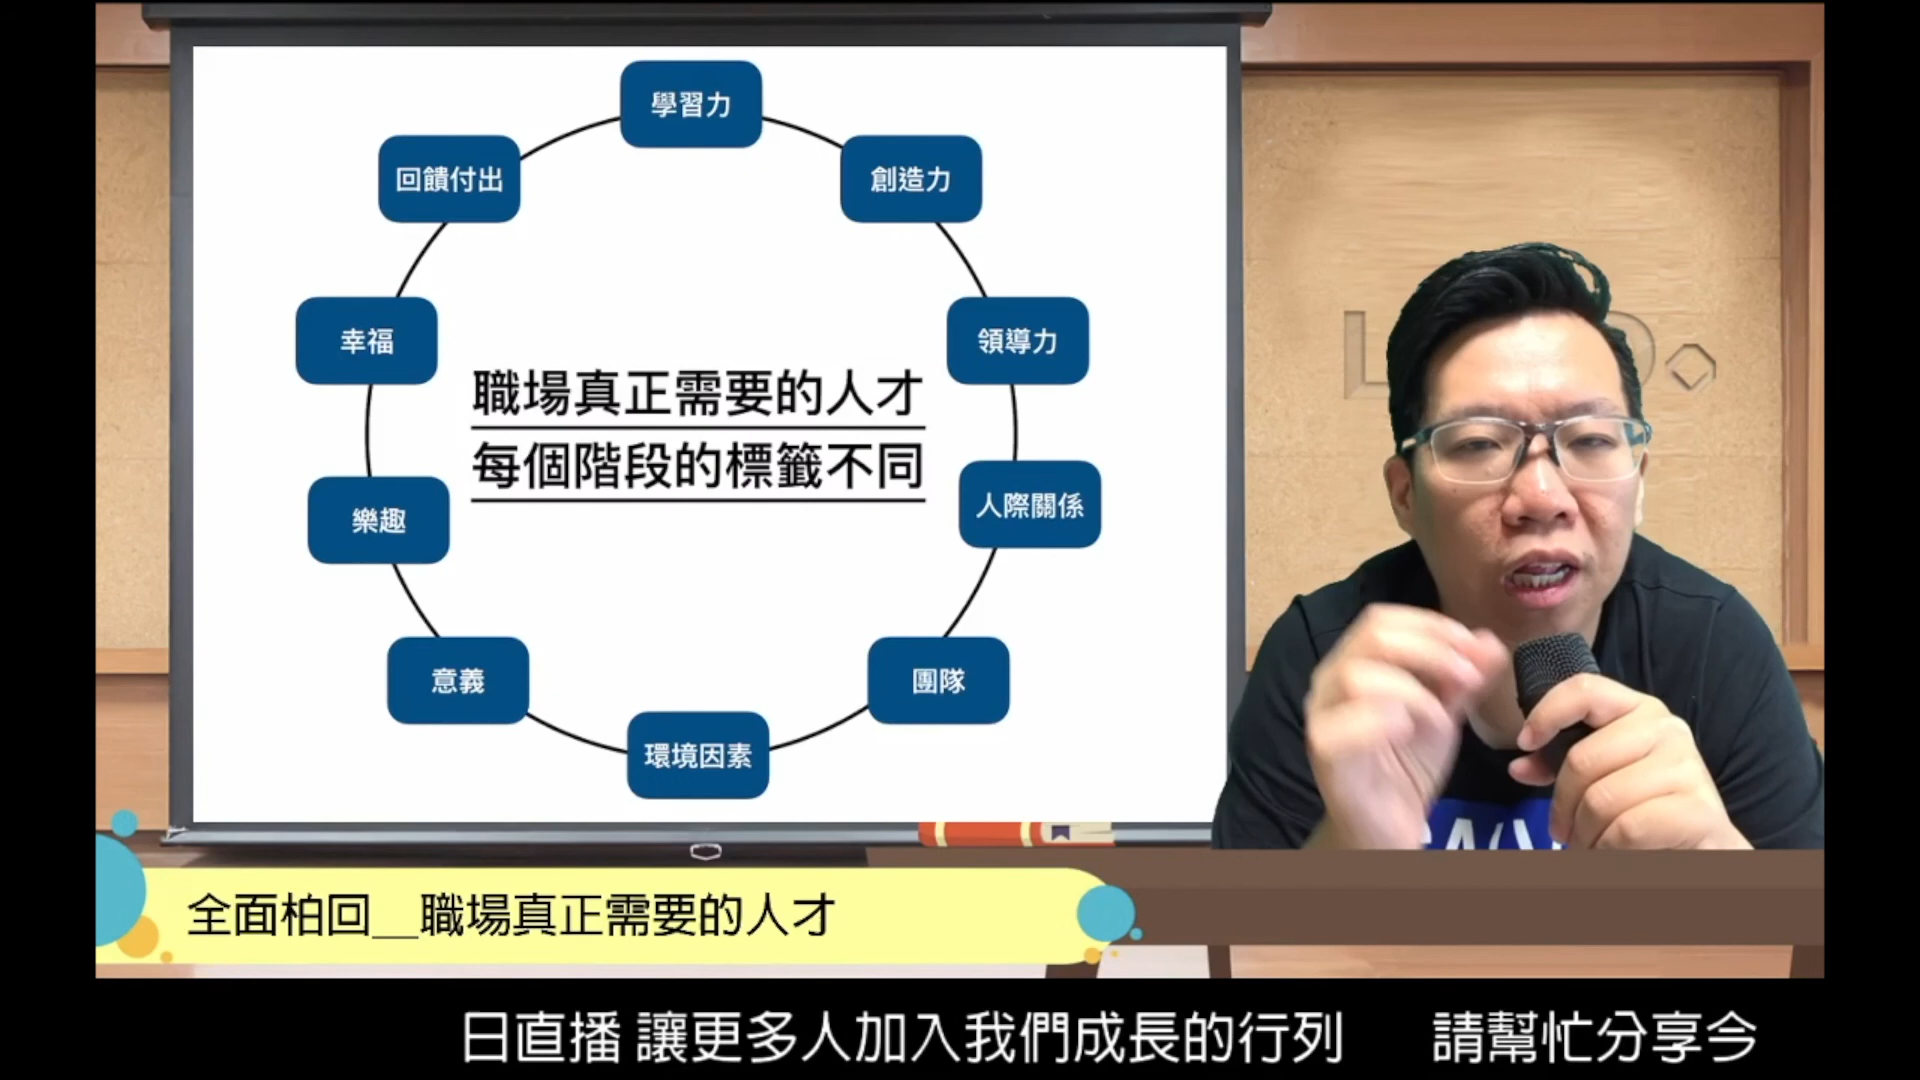 學習力
回饋付出
創造力
幸福
領導力
職場真正需要的人才
每個階段的標籤不同
人際關係
樂趣
意義
團隊
環境因素
全面柏回__職場真正需要的人才
日直播 讓更多人加入我們成長的行列 請幫忙分享今